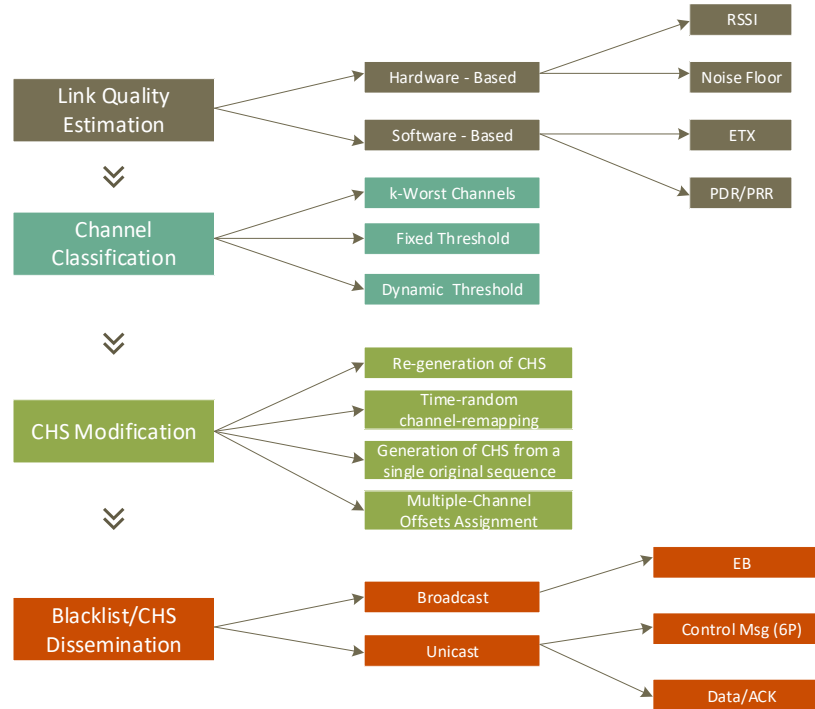 Link Quality
Estimation
Hardware - Based
RSSI
Noise Floor
Software - Based
ETX
PDR/PRR
Channel
Classification
k-Worst Channels
Fixed Threshold
Dynamic Threshold
CHS Modification
Re-generation of CHS
Time-random
channel-remapping
Generation of CHS from a
single original sequence
Multiple-Channel
Offsets Assignment
Blacklist/CHS
Dissemination
Broadcast
EB
Unicast
Control Msg (6P)
Data/ACK